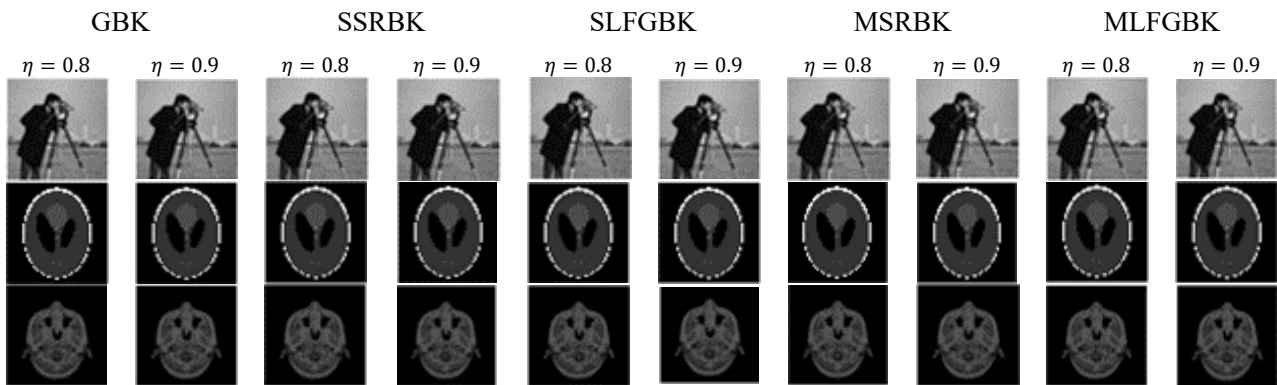 GBK SSRBK SLFGBK MSRBK MLFGBK
η = 0.8 η = 0.9 η = 0.8 η = 0.9 η = 0.8 η = 0.9 η = 0.8 η = 0.9 η = 0.8 η = 0.9